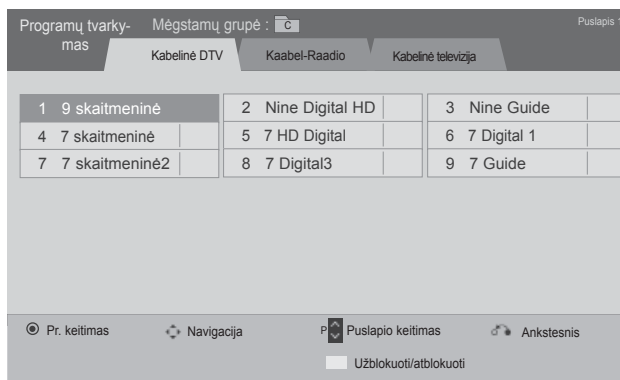 Programų tvarky-
mas
Mėgstamų grupė : C
Puslapis 1
Kabelinė DTV
Kaabel-Raadio
Kabelinė televizija
1 9 skaitmeninė
2 Nine Digital HD
3 Nine Guide
4 7 skaitmeninė
5 7 HD Digital
6 7 Digital 1
7 7 skaitmeninė2
8 7 Digital3
9 7 Guide
Pr. keitimas
Navigacija
P Puslapio keitimas
Ankstesnis
Užblokuoti/atblokuoti